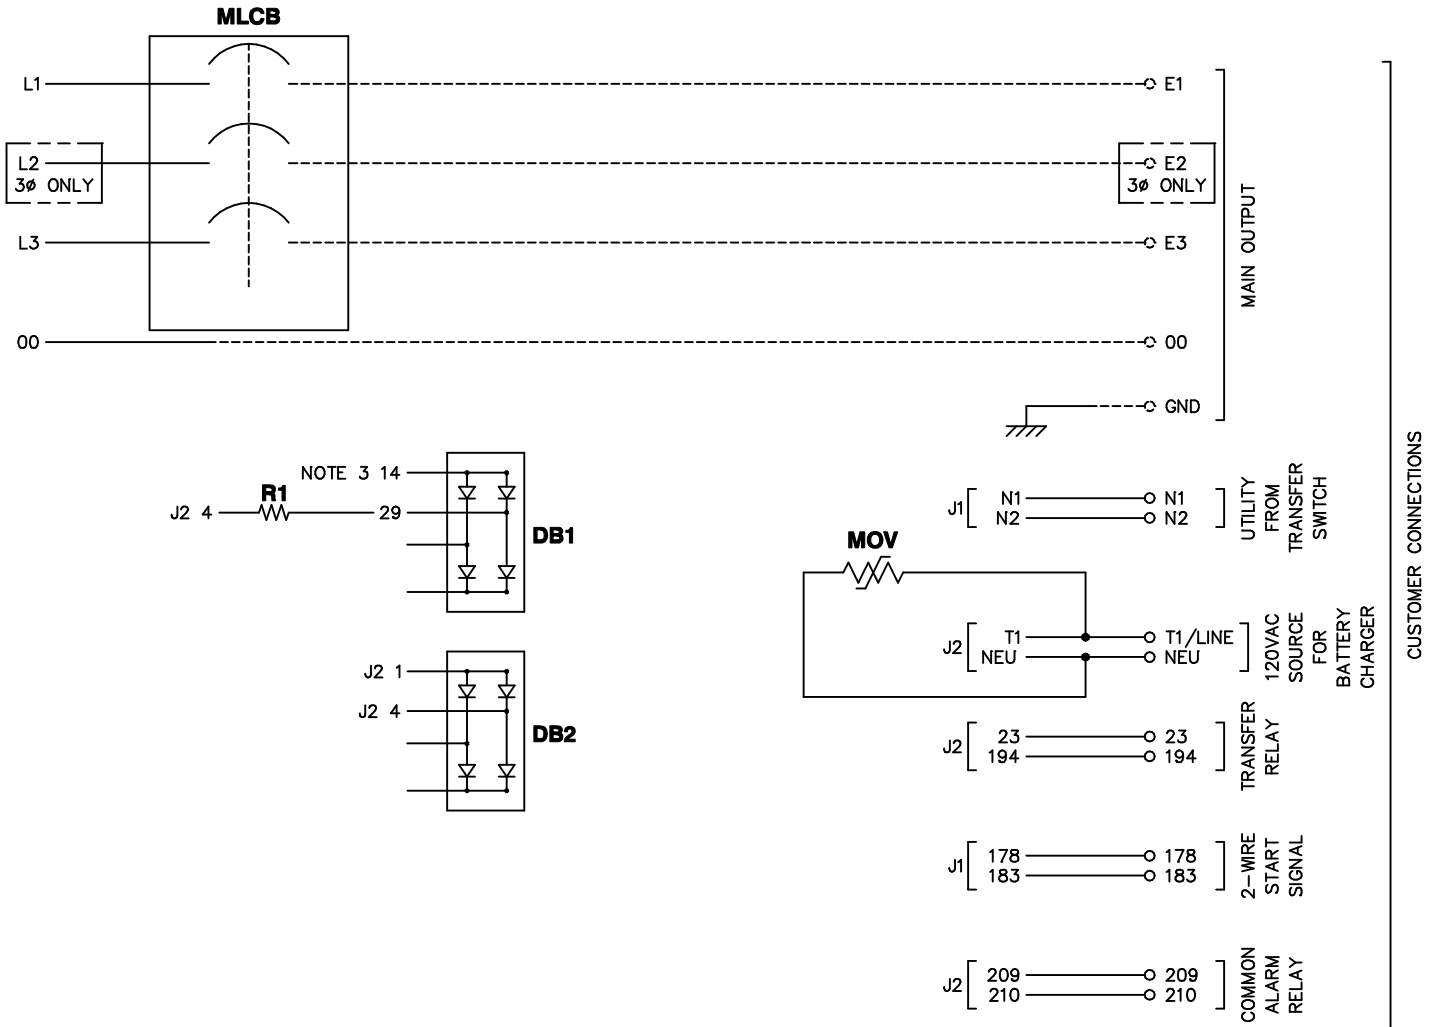 MLCB
L1
E1
L2
3Ø ONLY
E2
3Ø ONLY
L3
E3
00
00
GND
MAIN OUTPUT
NOTE 3 14
J2 4
R1
29
DB1
J2 1
J2 4
DB2
J1
N1
N2
N1
N2
UTILITY
FROM
TRANSFER
SWITCH
MOV
J2
T1
NEU
T1/LINE
NEU
120VAC
SOURCE
FOR
BATTERY
CHARGER
J2
23
194
23
194
TRANSFER
RELAY
J1
178
183
178
183
2-WIRE
START
SIGNAL
J2
209
210
209
210
COMMON
ALARM
RELAY
CUSTOMER CONNECTIONS